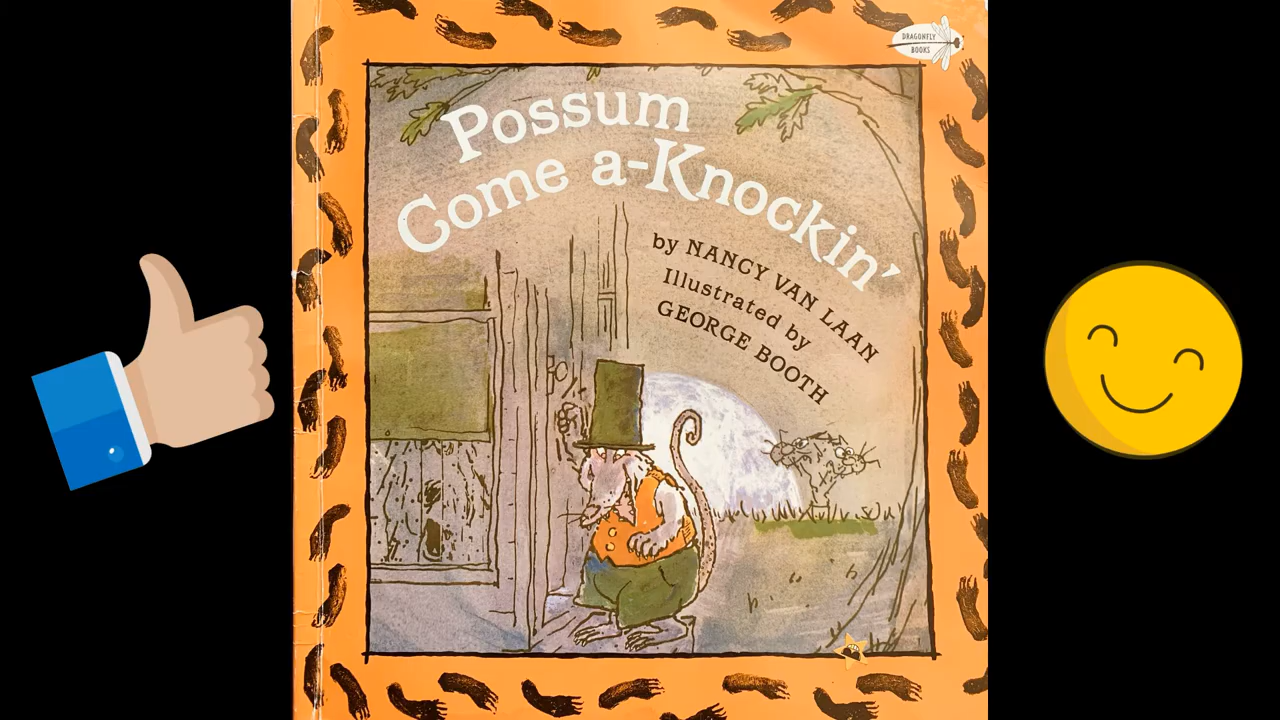 DRAGONFLY
BOOKS
Possum
Come a-Knockin'
by NANCY VAN LAAN
Illustrated by
GEORGE BOOTH